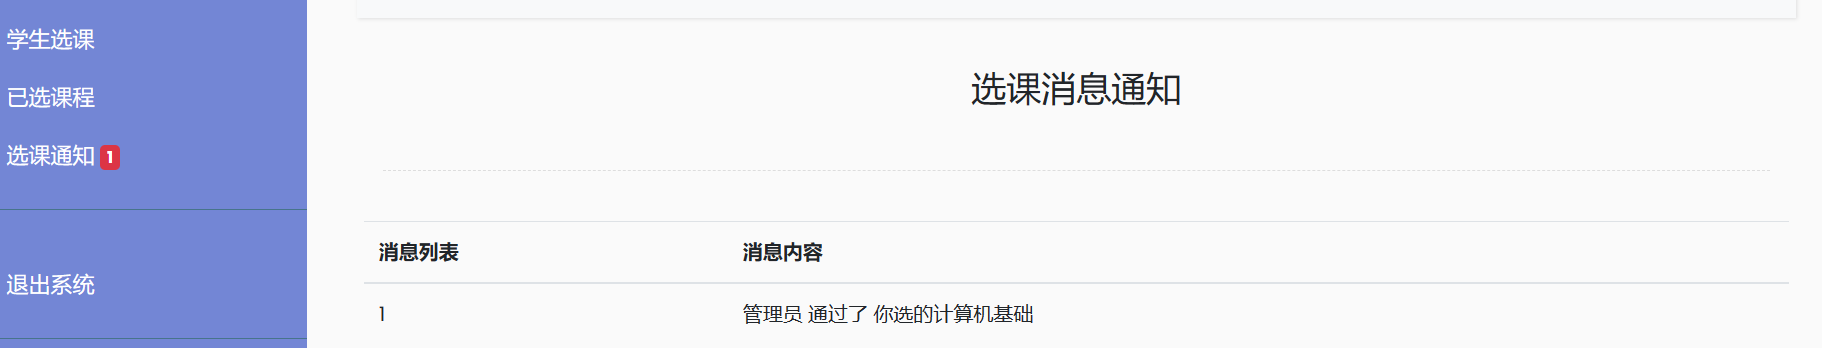 学生选课
已选课程
选课通知 1
退出系统
选课消息通知
消息列表 消息内容
1 管理员 通过了 你选的计算机基础